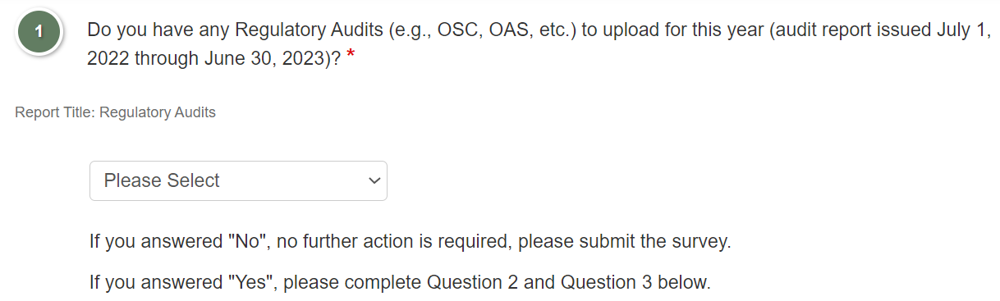 1
Do you have any Regulatory Audits (e.g., OSC, OAS, etc.) to upload for this year (audit report issued July 1,
2022 through June 30, 2023)? *
Report Title: Regulatory Audits
Please Select
If you answered "No", no further action is required, please submit the survey.
If you answered "Yes", please complete Question 2 and Question 3 below.